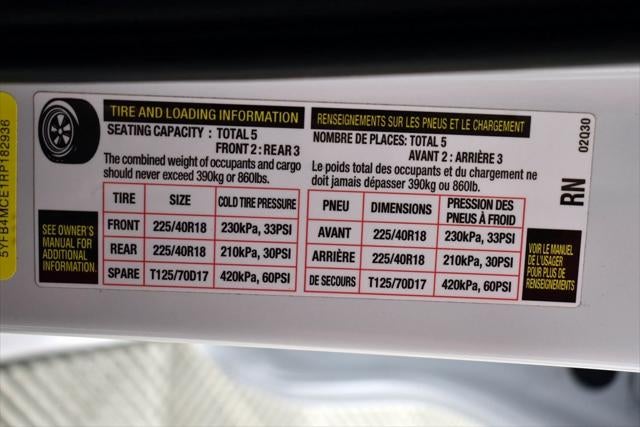 5YFB4MCE1RP182936
TIRE AND LOADING INFORMATION
SEATING CAPACITY : TOTAL 5
FRONT 2 : REAR 3
The combined weight of occupants and cargo
should never exceed 390kg or 860lbs.
RENSEIGNEMENTS SUR LES PNEUS ET LE CHARGEMENT
NOMBRE DE PLACES: TOTAL 5
AVANT 2 : ARRIÈRE 3
Le poids total des occupants et du chargement ne
doit jamais dépasser 390kg ou 860lb.
SEE OWNER'S
MANUAL FOR
ADDITIONAL
INFORMATION.
TIRE SIZE COLD TIRE PRESSURE
FRONT 225/40R18 230kPa, 33PSI
REAR 225/40R18 210kPa, 30PSI
SPARE T125/70D17 420kPa, 60PSI
PNEU DIMENSIONS PRESSION DES
PNEUS À FROID
AVANT 225/40R18 230kPa, 33PSI
ARRIÈRE 225/40R18 210kPa, 30PSI
DE SECOURS T125/70D17 420kPa, 60PSI
VOIR LE MANUEL
DE L'USAGER
POUR PLUS DE
RENSEIGNEMENTS
RN
02Q30